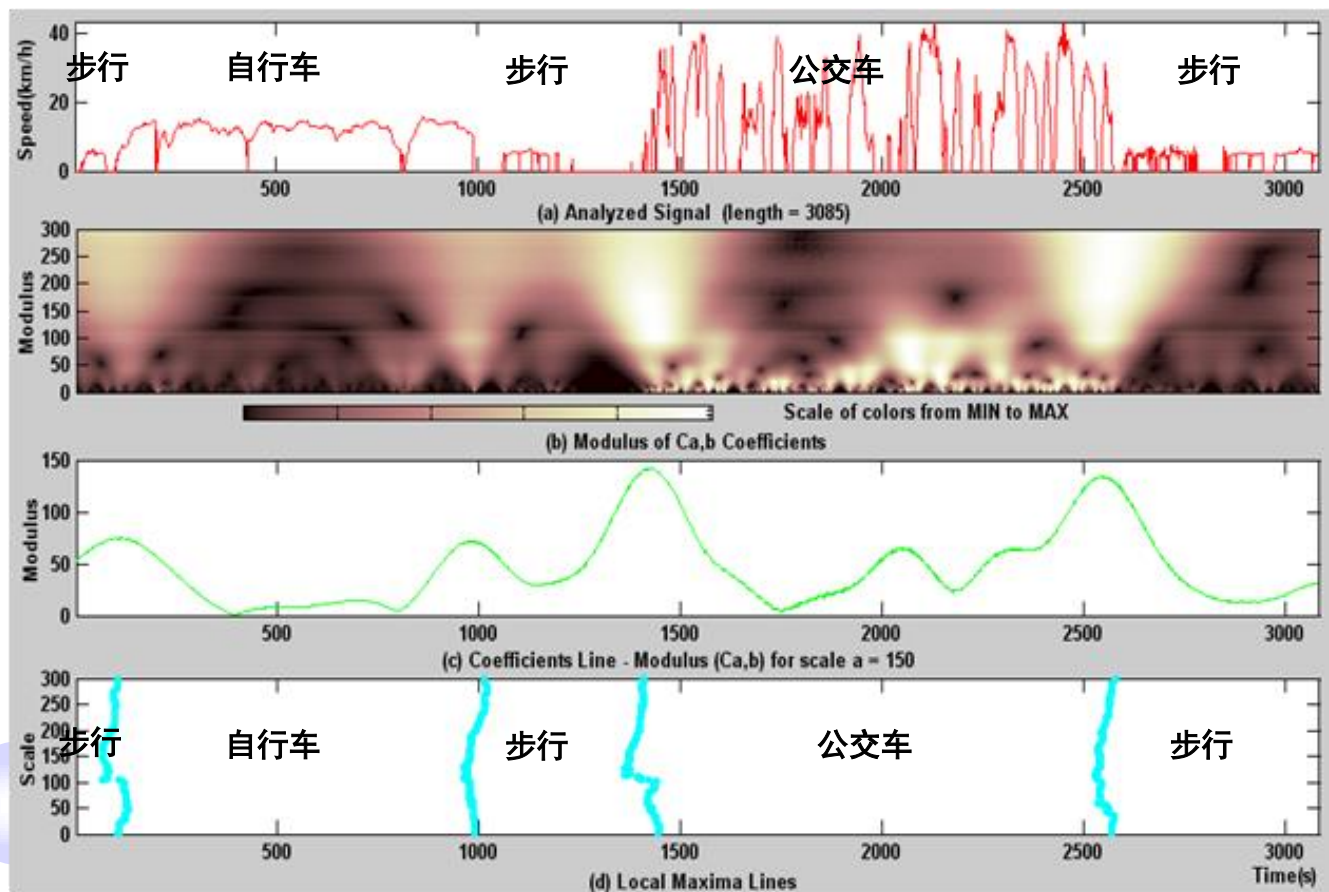 Speed(km/h)
40
20
0
步行
自行车
步行
公交车
步行
500
1000
1500
2000
2500
3000
(a) Analyzed Signal (length = 3085)
Modulus
300
250
200
150
100
50
0
Scale of colors from MIN to MAX
(b) Modulus of Ca,b Coefficients
Modulus
150
100
50
0
500
1000
1500
2000
2500
3000
(c) Coefficients Line - Modulus (Ca,b) for scale a = 150
Scale
300
250
200
150
100
50
0
步行
自行车
步行
公交车
步行
500
1000
1500
2000
2500
3000
Time(s)
(d) Local Maxima Lines